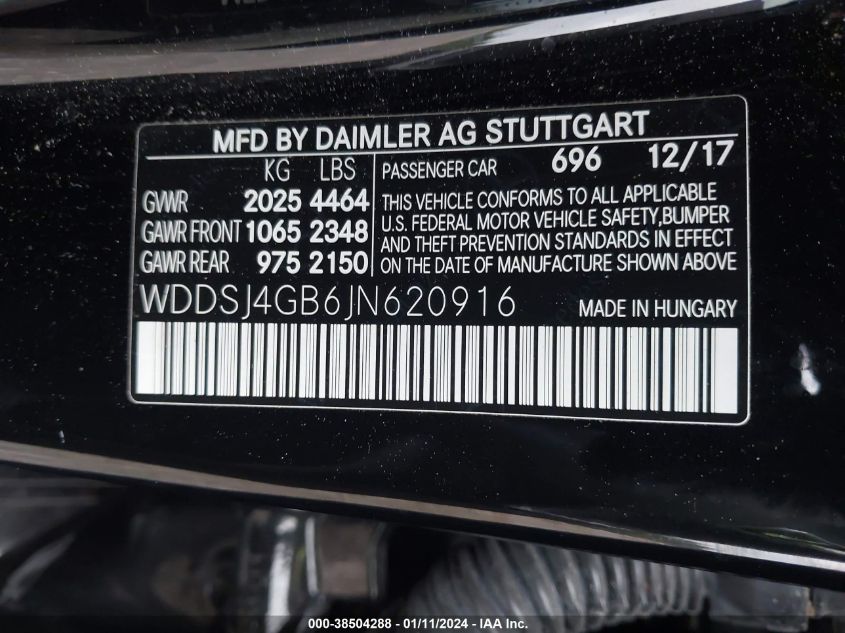 MFD BY DAIMLER AG STUTTGART
KG LBS
GVWR 2025 4464
GAWR FRONT 1065 2348
GAWR REAR 975 2150
PASSENGER CAR 696 12/17
THIS VEHICLE CONFORMS TO ALL APPLICABLE
U.S. FEDERAL MOTOR VEHICLE SAFETY,BUMPER
AND THEFT PREVENTION STANDARDS IN EFFECT
ON THE DATE OF MANUFACTURE SHOWN ABOVE
WDDSJ4GB6JN620916 MADE IN HUNGARY
000-38504288 - 01/11/2024 - IAA Inc.